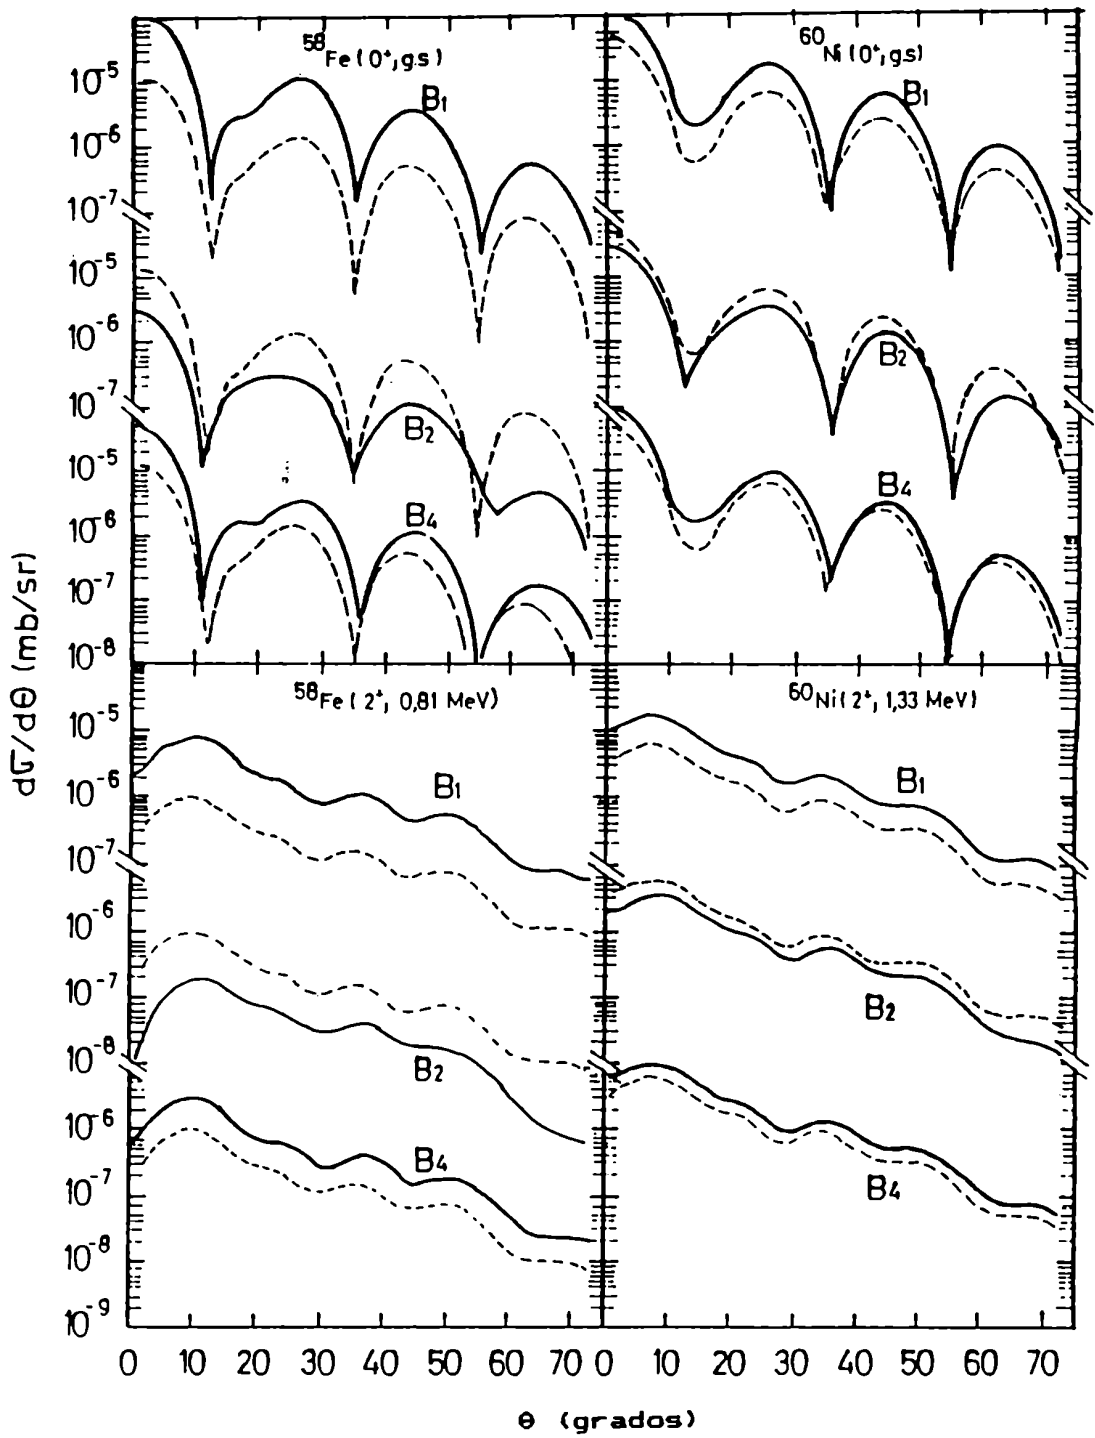 ⁵⁸Fe(0⁺,g.s)
⁶⁰Ni(0⁺,g.s)
10⁻⁵
10⁻⁶
10⁻⁷
10⁻⁵
10⁻⁶
10⁻⁷
10⁻⁵
10⁻⁶
10⁻⁷
10⁻⁸
B₁
B₂
B₄
B₁
B₂
B₄
dσ/dΘ (mb/sr)
⁵⁸Fe(2⁺, 0,81 MeV)
⁶⁰Ni(2⁺, 1,33 MeV)
10⁻⁵
10⁻⁶
10⁻⁷
10⁻⁶
10⁻⁷
10⁻⁸
10⁻⁶
10⁻⁷
10⁻⁸
10⁻⁹
B₁
B₂
B₄
B₁
B₂
B₄
0 10 20 30 40 50 60 70 0 10 20 30 40 50 60 70
Θ (grados)